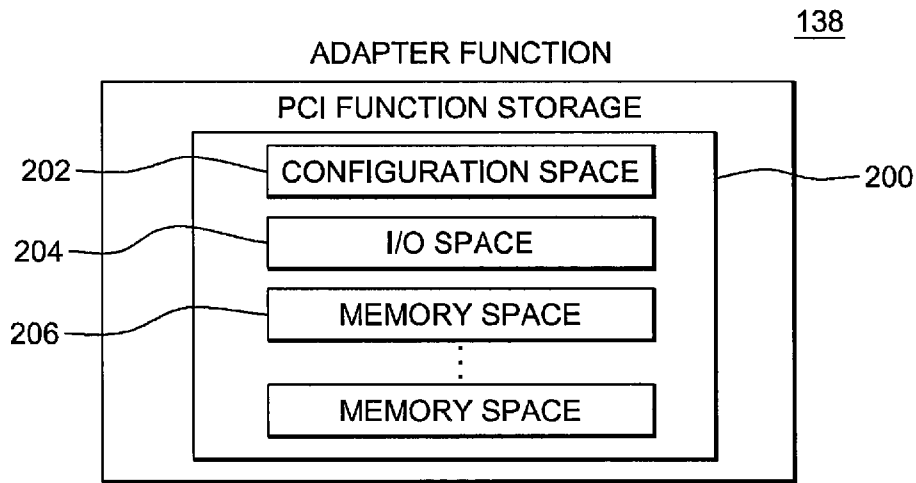 138
ADAPTER FUNCTION
PCI FUNCTION STORAGE
202
CONFIGURATION SPACE
200
204
I/O SPACE
206
MEMORY SPACE
MEMORY SPACE